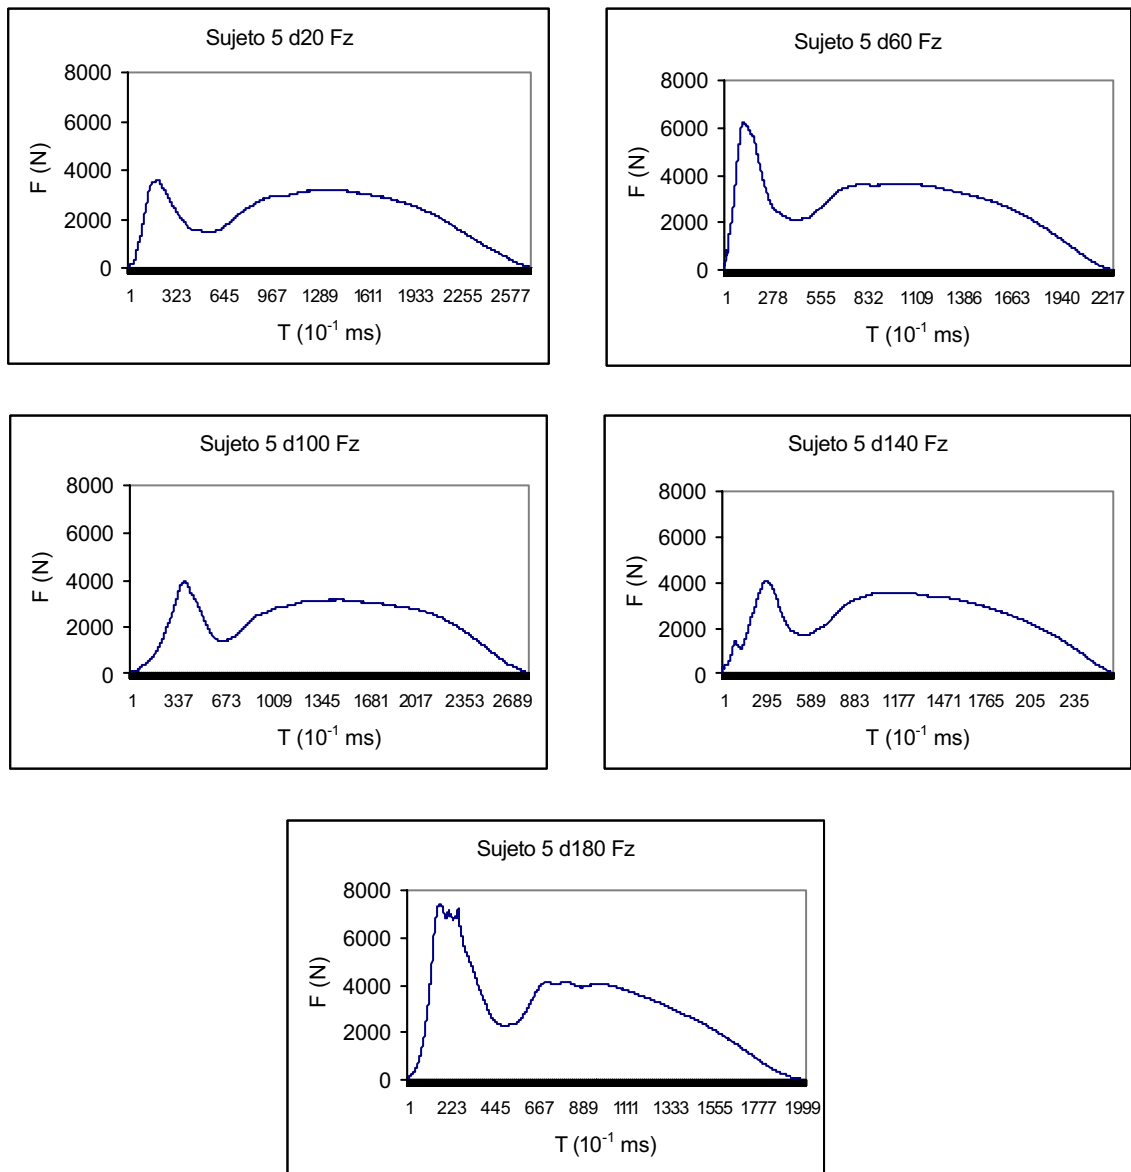 Sujeto 5 d20 Fz
8000
6000
4000
2000
0
F (N)
1 323 645 967 1289 1611 1933 2255 2577
T (10⁻¹ ms)
Sujeto 5 d60 Fz
8000
6000
4000
2000
0
F (N)
1 278 555 832 1109 1386 1663 1940 2217
T (10⁻¹ ms)
Sujeto 5 d100 Fz
8000
6000
4000
2000
0
F (N)
1 337 673 1009 1345 1681 2017 2353 2689
T (10⁻¹ ms)
Sujeto 5 d140 Fz
8000
6000
4000
2000
0
F (N)
1 295 589 883 1177 1471 1765 205 235
T (10⁻¹ ms)
Sujeto 5 d180 Fz
8000
6000
4000
2000
0
F (N)
1 223 445 667 889 1111 1333 1555 1777 1999
T (10⁻¹ ms)